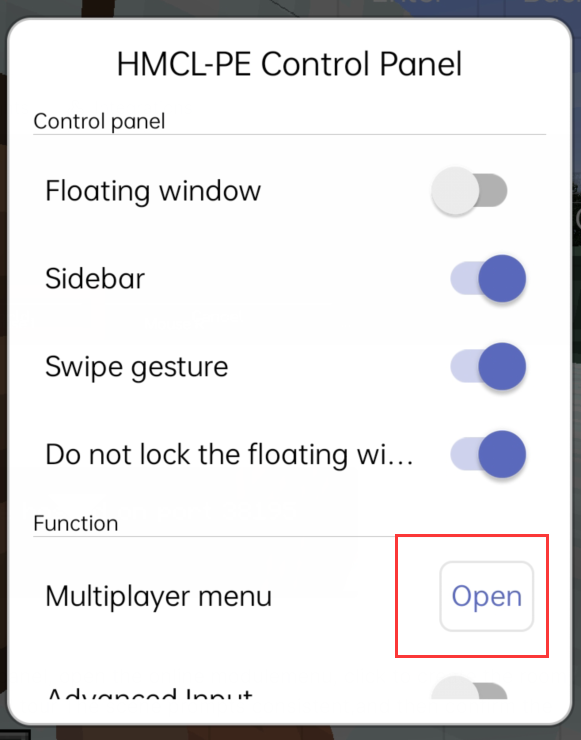 HMCL-PE Control Panel
Control panel
Floating window
Sidebar
Swipe gesture
Do not lock the floating wi...
Function
Multiplayer menu
Open
Advanced Input